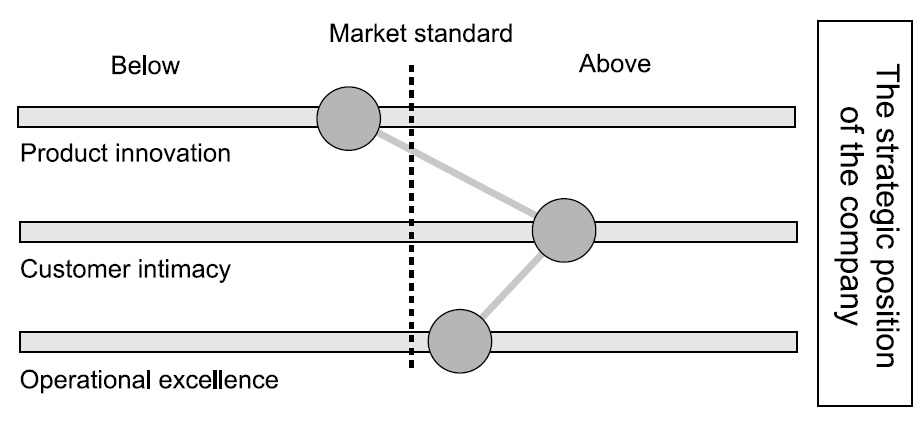 Market standard
Below
Above
Product innovation
Customer intimacy
Operational excellence
The strategic position
of the company